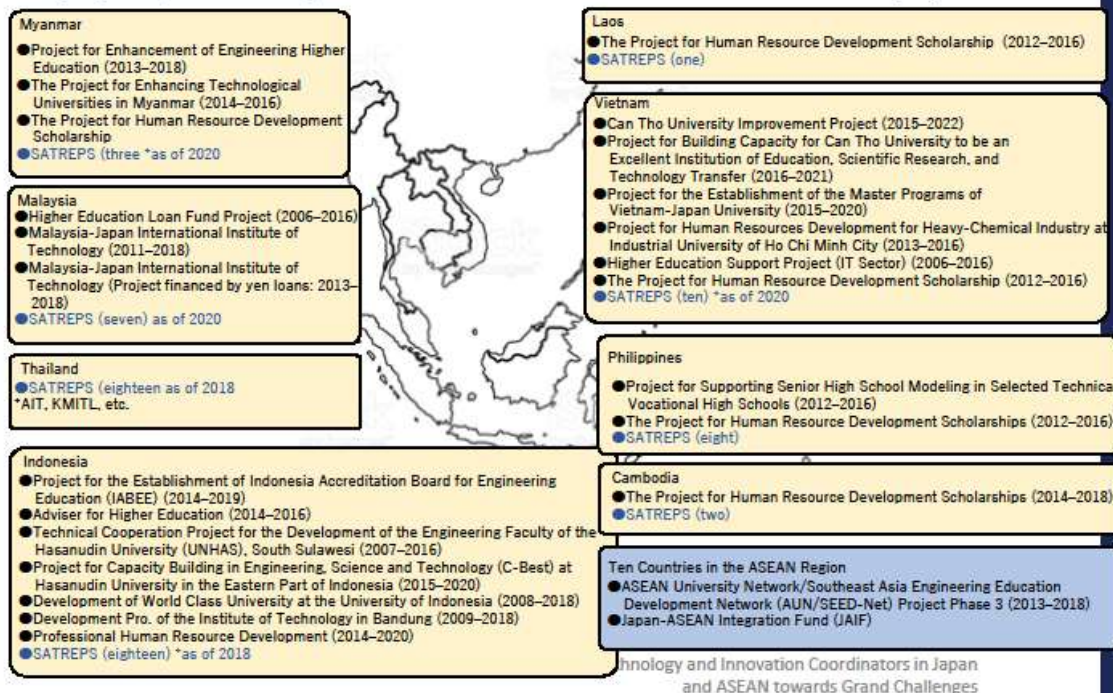 Myanmar
●Project for Enhancement of Engineering Higher
Education (2013–2018)
●The Project for Enhancing Technological
Universities in Myanmar (2014–2016)
●The Project for Human Resource Development
Scholarship
●SATREPS (three *as of 2020
Malaysia
●Higher Education Loan Fund Project (2006–2016)
●Malaysia-Japan International Institute of
Technology (2011–2018)
●Malaysia-Japan International Institute of
Technology (Project financed by yen loans: 2013–
2018)
●SATREPS (seven) as of 2020
Thailand
●SATREPS (eighteen as of 2018
*AIT, KMITL, etc.
Indonesia
●Project for the Establishment of Indonesia Accreditation Board for Engineering
Education (IABEE) (2014–2019)
●Adviser for Higher Education (2014–2016)
●Technical Cooperation Project for the Development of the Engineering Faculty of the
Hasanudin University (UNHAS), South Sulawesi (2007–2016)
●Project for Capacity Building in Engineering, Science and Technology (C-Best) at
Hasanudin University in the Eastern Part of Indonesia (2015–2020)
●Development of World Class University at the University of Indonesia (2008–2018)
●Development Pro. of the Institute of Technology in Bandung (2009–2018)
●Professional Human Resource Development (2014–2020)
●SATREPS (eighteen) *as of 2018
Laos
●The Project for Human Resource Development Scholarship (2012–2016)
●SATREPS (one)
Vietnam
●Can Tho University Improvement Project (2015–2022)
●Project for Building Capacity for Can Tho University to be an
Excellent Institution of Education, Scientific Research, and
Technology Transfer (2016–2021)
●Project for the Establishment of the Master Programs of
Vietnam-Japan University (2015–2020)
●Project for Human Resources Development for Heavy-Chemical Industry at
Industrial University of Ho Chi Minh City (2013–2016)
●Higher Education Support Project (IT Sector) (2006–2016)
●The Project for Human Resource Development Scholarship (2012–2016)
●SATREPS (ten) *as of 2020
Philippines
●Project for Supporting Senior High School Modeling in Selected Technical
Vocational High Schools (2012–2016)
●The Project for Human Resource Development Scholarships (2012–2016)
●SATREPS (eight)
Cambodia
●The Project for Human Resource Development Scholarships (2014–2018)
●SATREPS (two)
Ten Countries in the ASEAN Region
●ASEAN University Network/Southeast Asia Engineering Education
Development Network (AUN/SEED-Net) Project Phase 3 (2013–2018)
●Japan-ASEAN Integration Fund (JAIF)
hnology and Innovation Coordinators in Japan
and ASEAN towards Grand Challenges